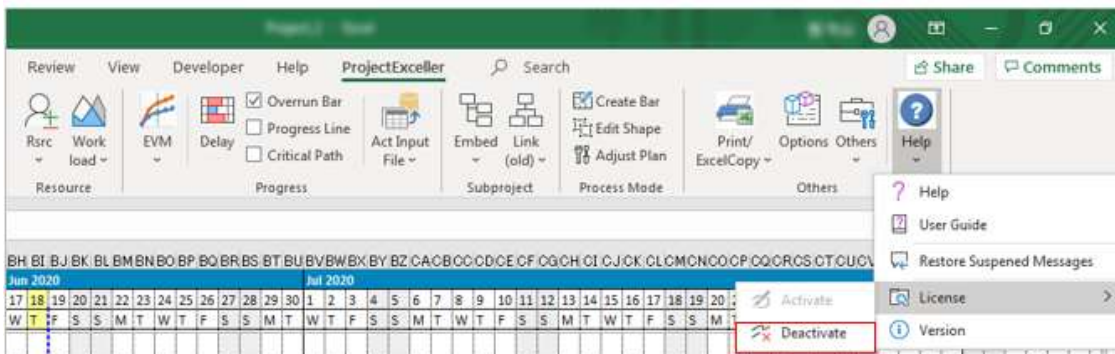 Review View Developer Help ProjectExceller Search Share Comments
Rsrc Work load EVM Delay Overrun Bar Progress Line Critical Path Act Input File Embed Link (old) Create Bar Edit Shape Adjust Plan Print/ ExcelCopy Options Others Help
Resource Progress Subproject Process Mode Others
Help
User Guide
Restore Suspended Messages
License
Version
Activate
Deactivate
BH BI BJ BK BL BM BN BO BP BQ BR BS BT BU BV BW BX BY BZ CA CB CC CD CE CF CG CH CI CJ CK CL CM CN CO CP CQ CR CS CT CU CV
Jun 2020 Jul 2020
17 18 19 20 21 22 23 24 25 26 27 28 29 30 1 2 3 4 5 6 7 8 9 10 11 12 13 14 15 16 17 18 19 20
W T F S S M T W T F S S M T W T F S S M T W T F S S M T W T F S S M